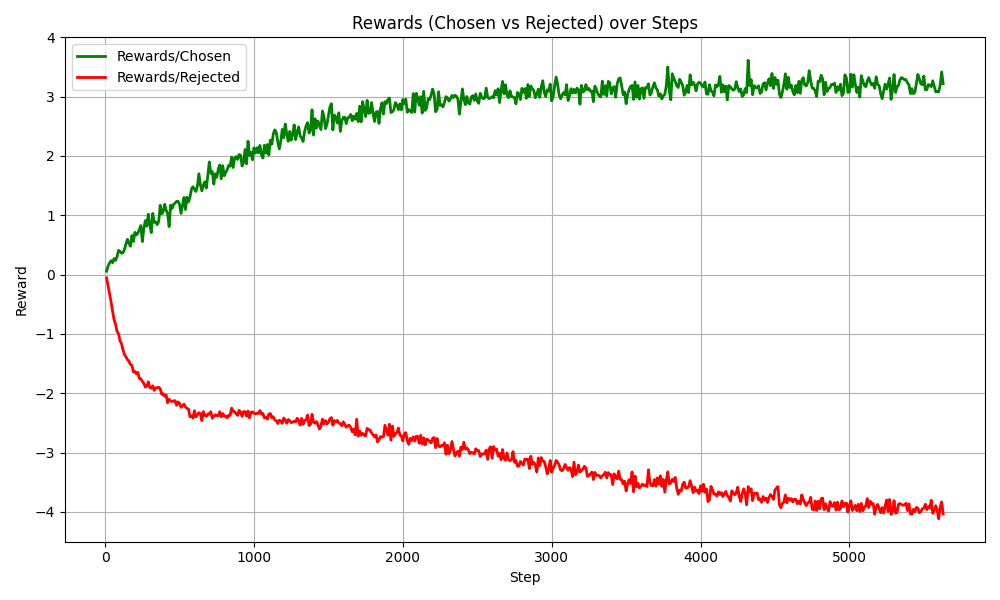 Rewards (Chosen vs Rejected) over Steps
Rewards/Chosen
Rewards/Rejected
Reward
4
3
2
1
0
−1
−2
−3
−4
0 1000 2000 3000 4000 5000
Step